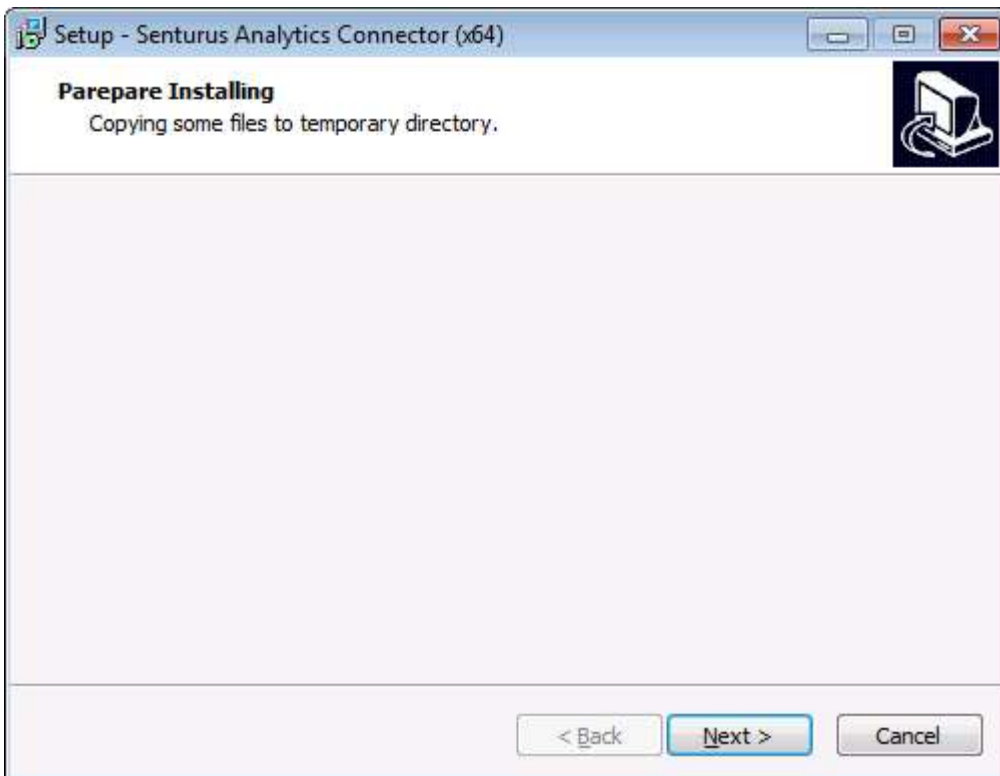 Setup - Senturus Analytics Connector (x64)
Parepare Installing
Copying some files to temporary directory.
< Back
Next >
Cancel